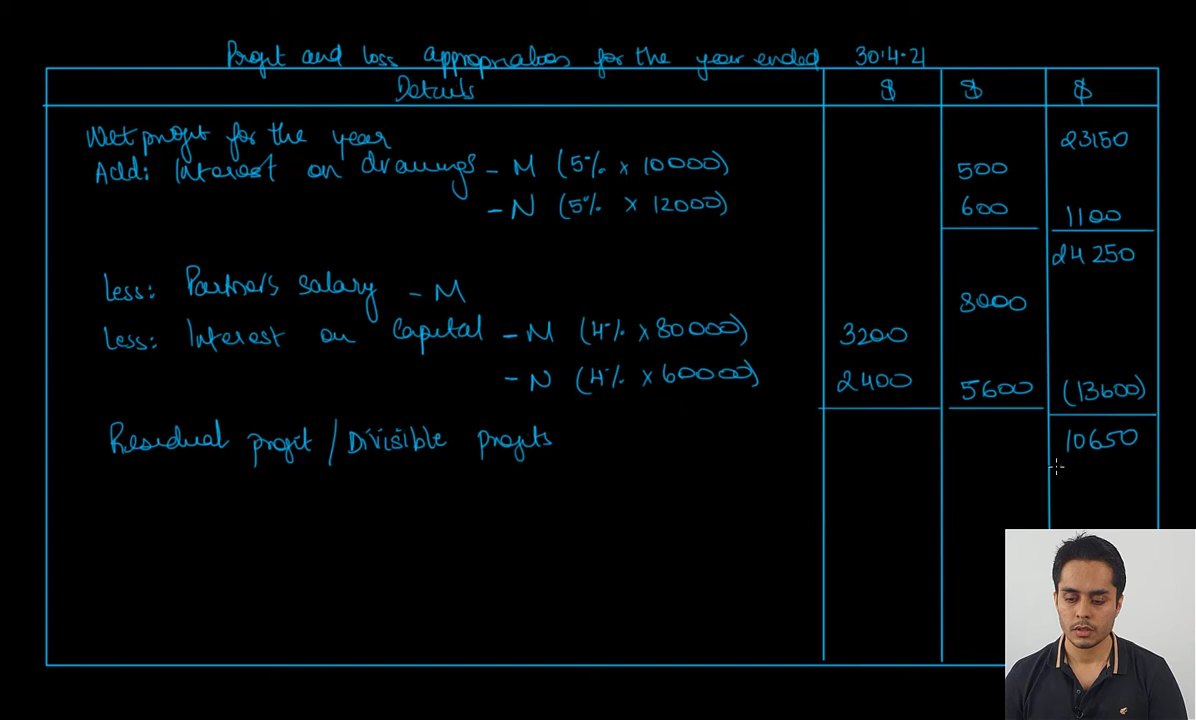 Profit and loss appropriation for the year ended 30.4.21
Details $ $ $
Net profit for the year 23150
Add: Interest on drawings - M (5% x 10000) 500
- N (5% x 12000) 600 1100
24250
Less: Partners salary - M 8000
Less: Interest on capital - M (4% x 80000) 3200
- N (4% x 60000) 2400 5600 (13600)
Residual profit / Divisible profits 10650